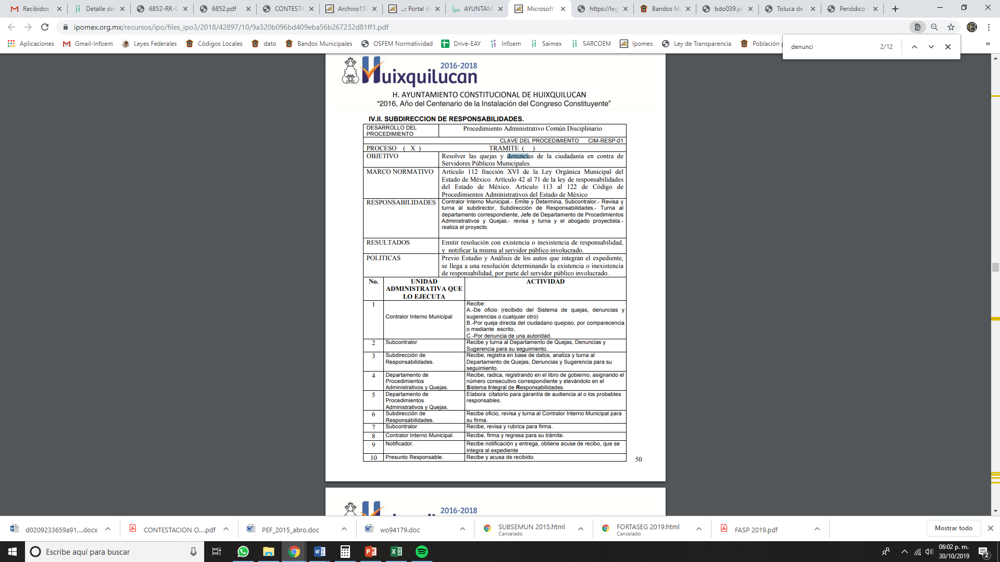 Recibidos
Detalle del
6852-RR-C
6852.pdf
CONTESTA
Archivo15
..:: Portal d
AYUNTAM
Microsoft
https://leg
Bandos M
bdo039.pd
Toluca de
Periódico
ipomex.org.mx/recursos/ipo/files_ipo3/2018/42897/10/9a320b096bd409eba56b267232d81ff1.pdf
Aplicaciones
Gmail-Infoem
Leyes Federales
Códigos Locales
dato
Bandos Municipales
OSFEM Normatividad
Drive-EAY
Infoem
Saimex
SARCOEM
Ipomex
Ley de Transparencia
Población
denunci 2/12
2016-2018
Huixquilucan
H. AYUNTAMIENTO CONSTITUCIONAL DE HUIXQUILUCAN
“2016, Año del Centenario de la Instalación del Congreso Constituyente”
IV.II. SUBDIRECCION DE RESPONSABILIDADES.
DESARROLLO DEL
PROCEDIMIENTO
Procedimiento Administrativo Común Disciplinario
CLAVE DEL PROCEDIMIENTO CIM-RESP-01
PROCESO ( X ) TRAMITE ( )
OBJETIVO
Resolver las quejas y denuncias de la ciudadanía en contra de
Servidores Públicos Municipales.
MARCO NORMATIVO
Artículo 112 fracción XVI de la Ley Orgánica Municipal del
Estado de México. Artículo 42 al 71 de la ley de responsabilidades
del Estado de México. Articulo 113 al 122 de Código de
Procedimientos Administrativos del Estado de México
RESPONSABILIDADES
Contralor Interno Municipal.- Emite y Determina, Subcontralor.- Revisa y
turna al subdirector, Subdirección de Responsabilidades.- Turna al
departamento correspondiente, Jefe de Departamento de Procedimientos
Administrativos y Quejas.- revisa y turna y el abogado proyectista.-
realiza el proyecto.
RESULTADOS
Emitir resolución con existencia o inexistencia de responsabilidad,
y notificar la misma al servidor público involucrado.
POLITICAS
Previo Estudio y Análisis de los autos que integran el expediente,
se llega a una resolución determinando la existencia o inexistencia
de responsabilidad, por parte del servidor público involucrado.
No.
UNIDAD
ADMINISTRATIVA QUE
LO EJECUTA
ACTIVIDAD
1
Contralor Interno Municipal
Recibe:
A.-De oficio (recibido del Sistema de quejas, denuncias y
sugerencias o cualquier otro)
B.-Por queja directa del ciudadano quejoso, por comparecencia
o mediante escrito.
C.-Por denuncia de una autoridad.
2
Subcontralor
Recibe y turna al Departamento de Quejas, Denuncias y
Sugerencia para su seguimiento.
3
Subdirección de
Responsabilidades.
Recibe, registra en base de datos, analiza y turna al
Departamento de Quejas, Denuncias y Sugerencia para su
seguimiento.
4
Departamento de
Procedimientos
Administrativos y Quejas.
Recibe, radica, registrando en el libro de gobierno, asignando el
número consecutivo correspondiente y elevándolo en el
Sistema Integral de Responsabilidades.
5
Departamento de
Procedimientos
Administrativos y Quejas.
Elabora citatorio para garantía de audiencia al o los probables
responsables.
6
Subdirección de
Responsabilidades.
Recibe oficio, revisa y turna al Contralor Interno Municipal para
su firma.
7
Subcontralor
Recibe, revisa y rubrica para firma.
8
Contralor Interno Municipal.
Recibe, firma y regresa para su trámite.
9
Notificador.
Recibe notificación y entrega, obtiene acuse de recibo, que se
integra al expediente
10
Presunto Responsable.
Recibe y acusa de recibido.
50
2016-2018
d0209233659a91....docx
CONTESTACION O....pdf
PEF_2015_abro.doc
wo94179.doc
SUBSEMUN 2015.html
Cancelado
FORTASEG 2019.html
Cancelado
FASP 2019.pdf
Mostrar todo
Escribe aquí para buscar
06:02 p. m.
30/10/2019
2